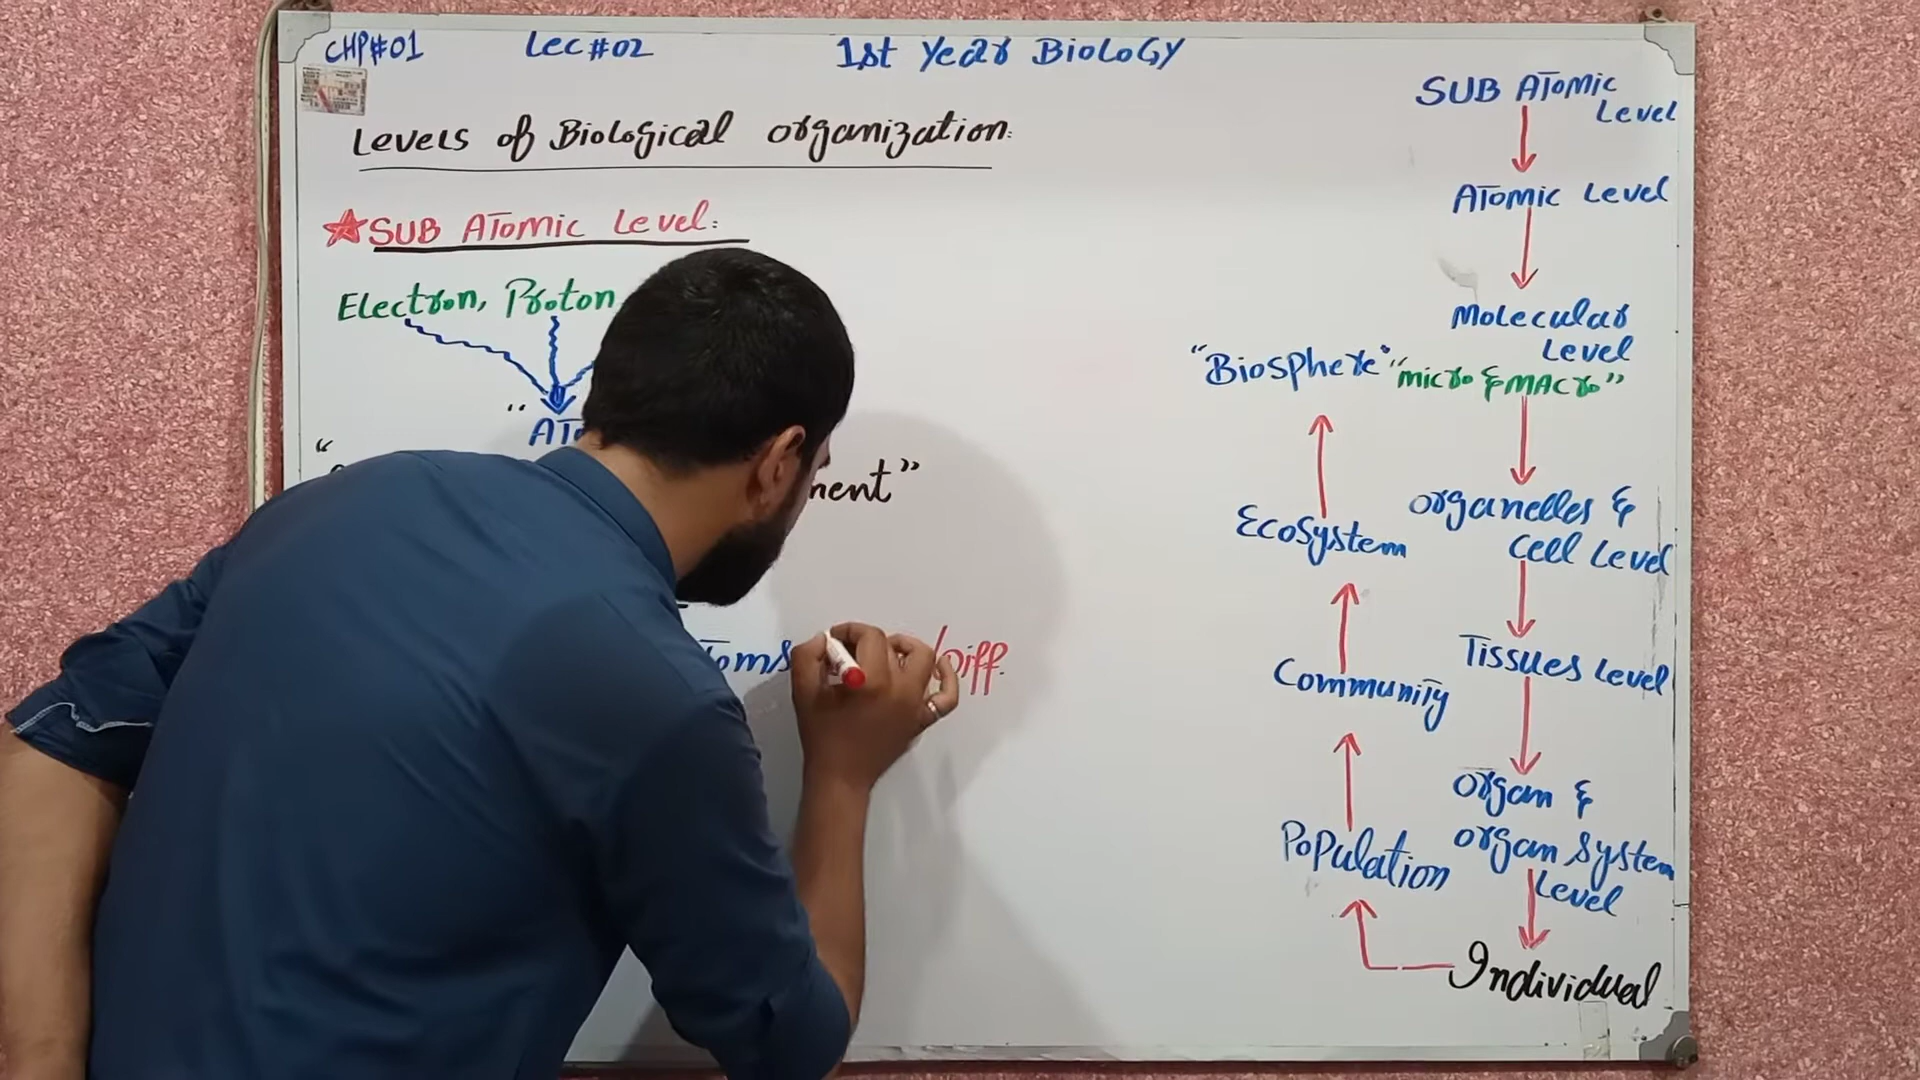 CHP#01 Lec#02 1st Year BioLoGY
Levels of Biological organization:
SUB ATomic Level:
Electron, Proton
"
"
"
Toms /Diff.
SUB ATomic
Level
ATomic Level
Molecular
Level
"micro & MAcro"
organelles &
Cell Level
Tissues Level
organ &
organ System
Level
Individual
Population
Community
Ecosystem
"Biosphere"